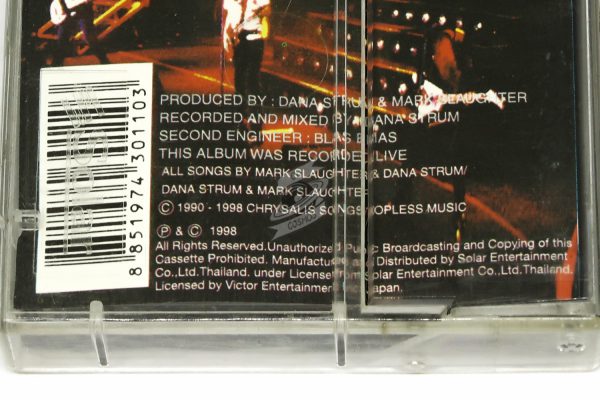 PRODUCED BY : DANA STRUM & MARK SLAUGHTER
RECORDED AND MIXED BY DANA STRUM
SECOND ENGINEER : BLAS ELIAS
THIS ALBUM WAS RECORDED LIVE
ALL SONGS BY MARK SLAUGHTER & DANA STRUM/
DANA STRUM & MARK SLAUGHTER
© 1990 - 1998 CHRYSALIS SONGS/TOPLESS MUSIC
P & © 1998
All Rights Reserved.Unauthorized Public Broardcasting and Copying of this
Cassette Prohibited. Manufactured and Distributed by Solar Entertainment
Co.,Ltd.Thailand. under License from Solar Entertainment Co.,Ltd.Thailand.
Licensed by Victor Entertainment Japan.
8 851974 301103